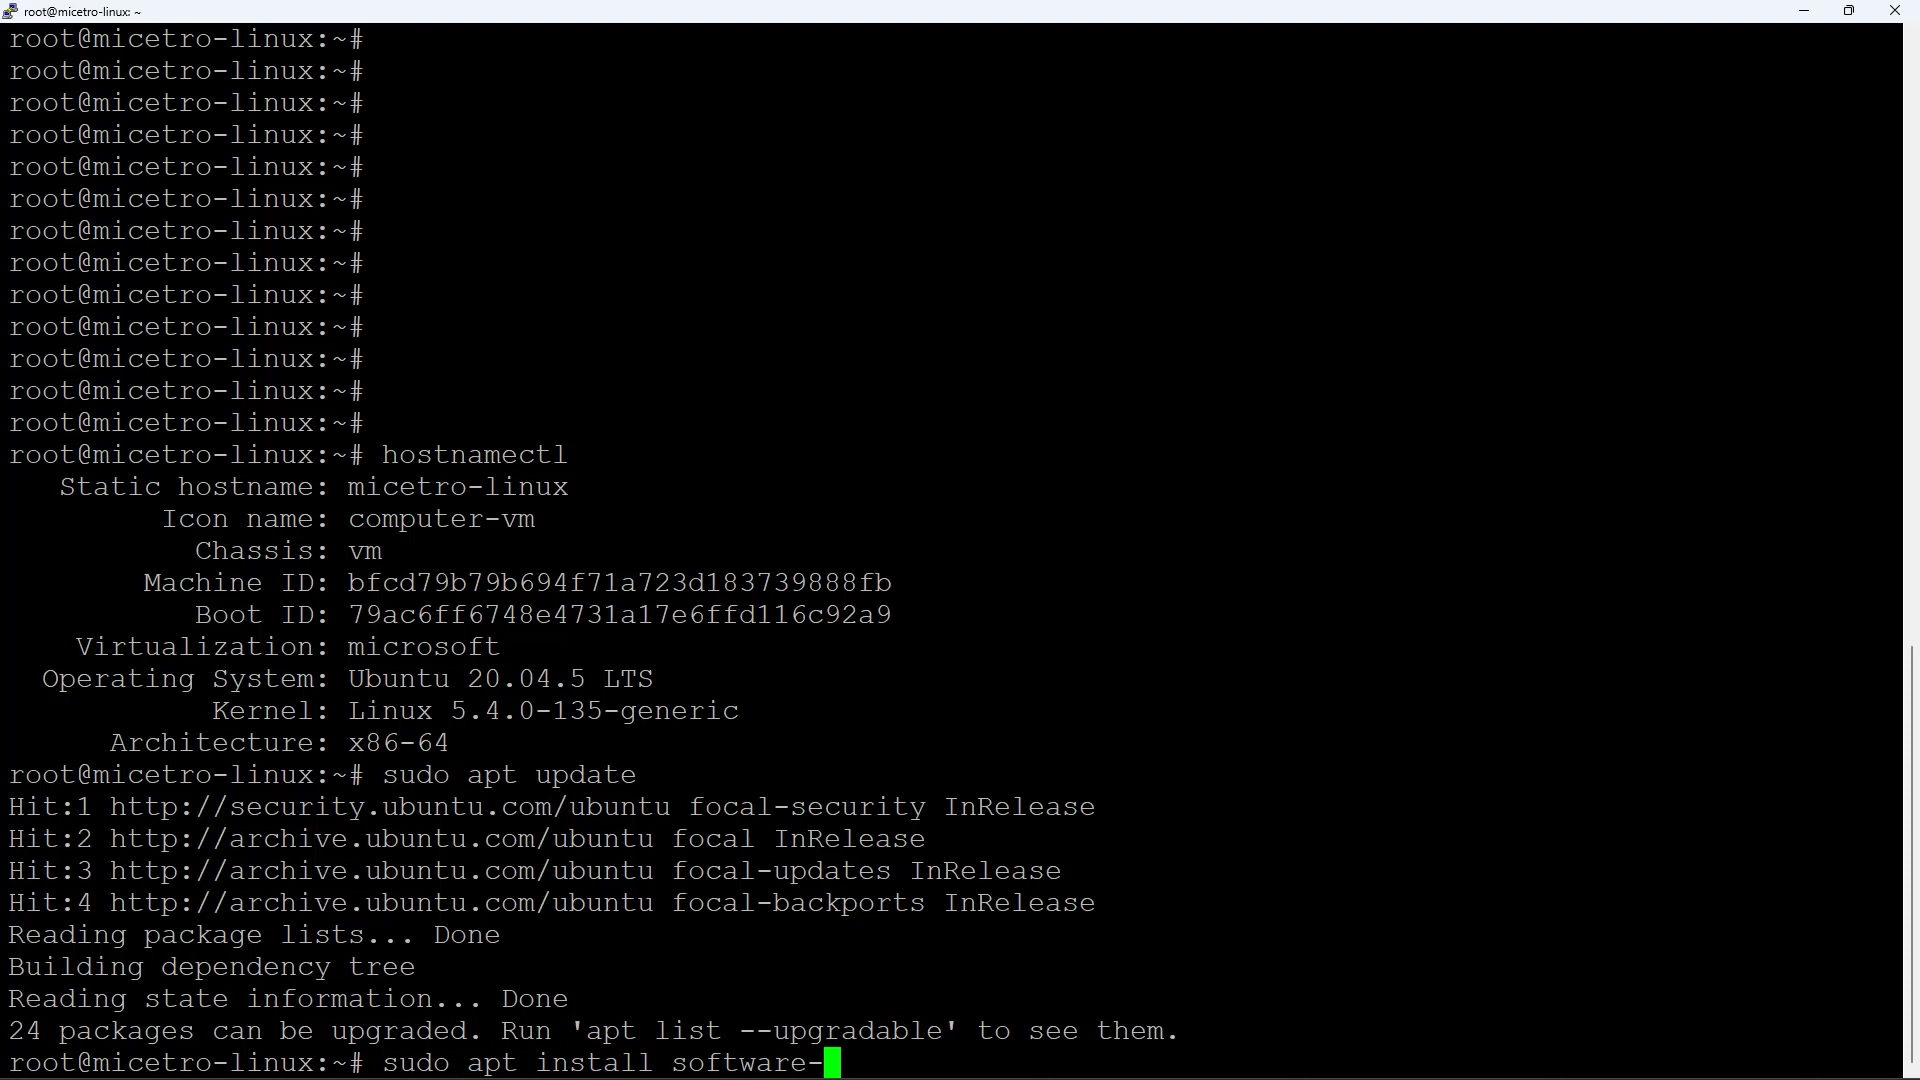 root@micetro-linux: ~
root@micetro-linux:~#
root@micetro-linux:~#
root@micetro-linux:~#
root@micetro-linux:~#
root@micetro-linux:~#
root@micetro-linux:~#
root@micetro-linux:~#
root@micetro-linux:~#
root@micetro-linux:~#
root@micetro-linux:~#
root@micetro-linux:~#
root@micetro-linux:~#
root@micetro-linux:~#
root@micetro-linux:~# hostnamectl
   Static hostname: micetro-linux
         Icon name: computer-vm
           Chassis: vm
        Machine ID: bfcd79b79b694f71a723d183739888fb
           Boot ID: 79ac6ff6748e4731a17e6ffd116c92a9
    Virtualization: microsoft
  Operating System: Ubuntu 20.04.5 LTS
            Kernel: Linux 5.4.0-135-generic
      Architecture: x86-64
root@micetro-linux:~# sudo apt update
Hit:1 http://security.ubuntu.com/ubuntu focal-security InRelease
Hit:2 http://archive.ubuntu.com/ubuntu focal InRelease
Hit:3 http://archive.ubuntu.com/ubuntu focal-updates InRelease
Hit:4 http://archive.ubuntu.com/ubuntu focal-backports InRelease
Reading package lists... Done
Building dependency tree
Reading state information... Done
24 packages can be upgraded. Run 'apt list --upgradable' to see them.
root@micetro-linux:~# sudo apt install software-